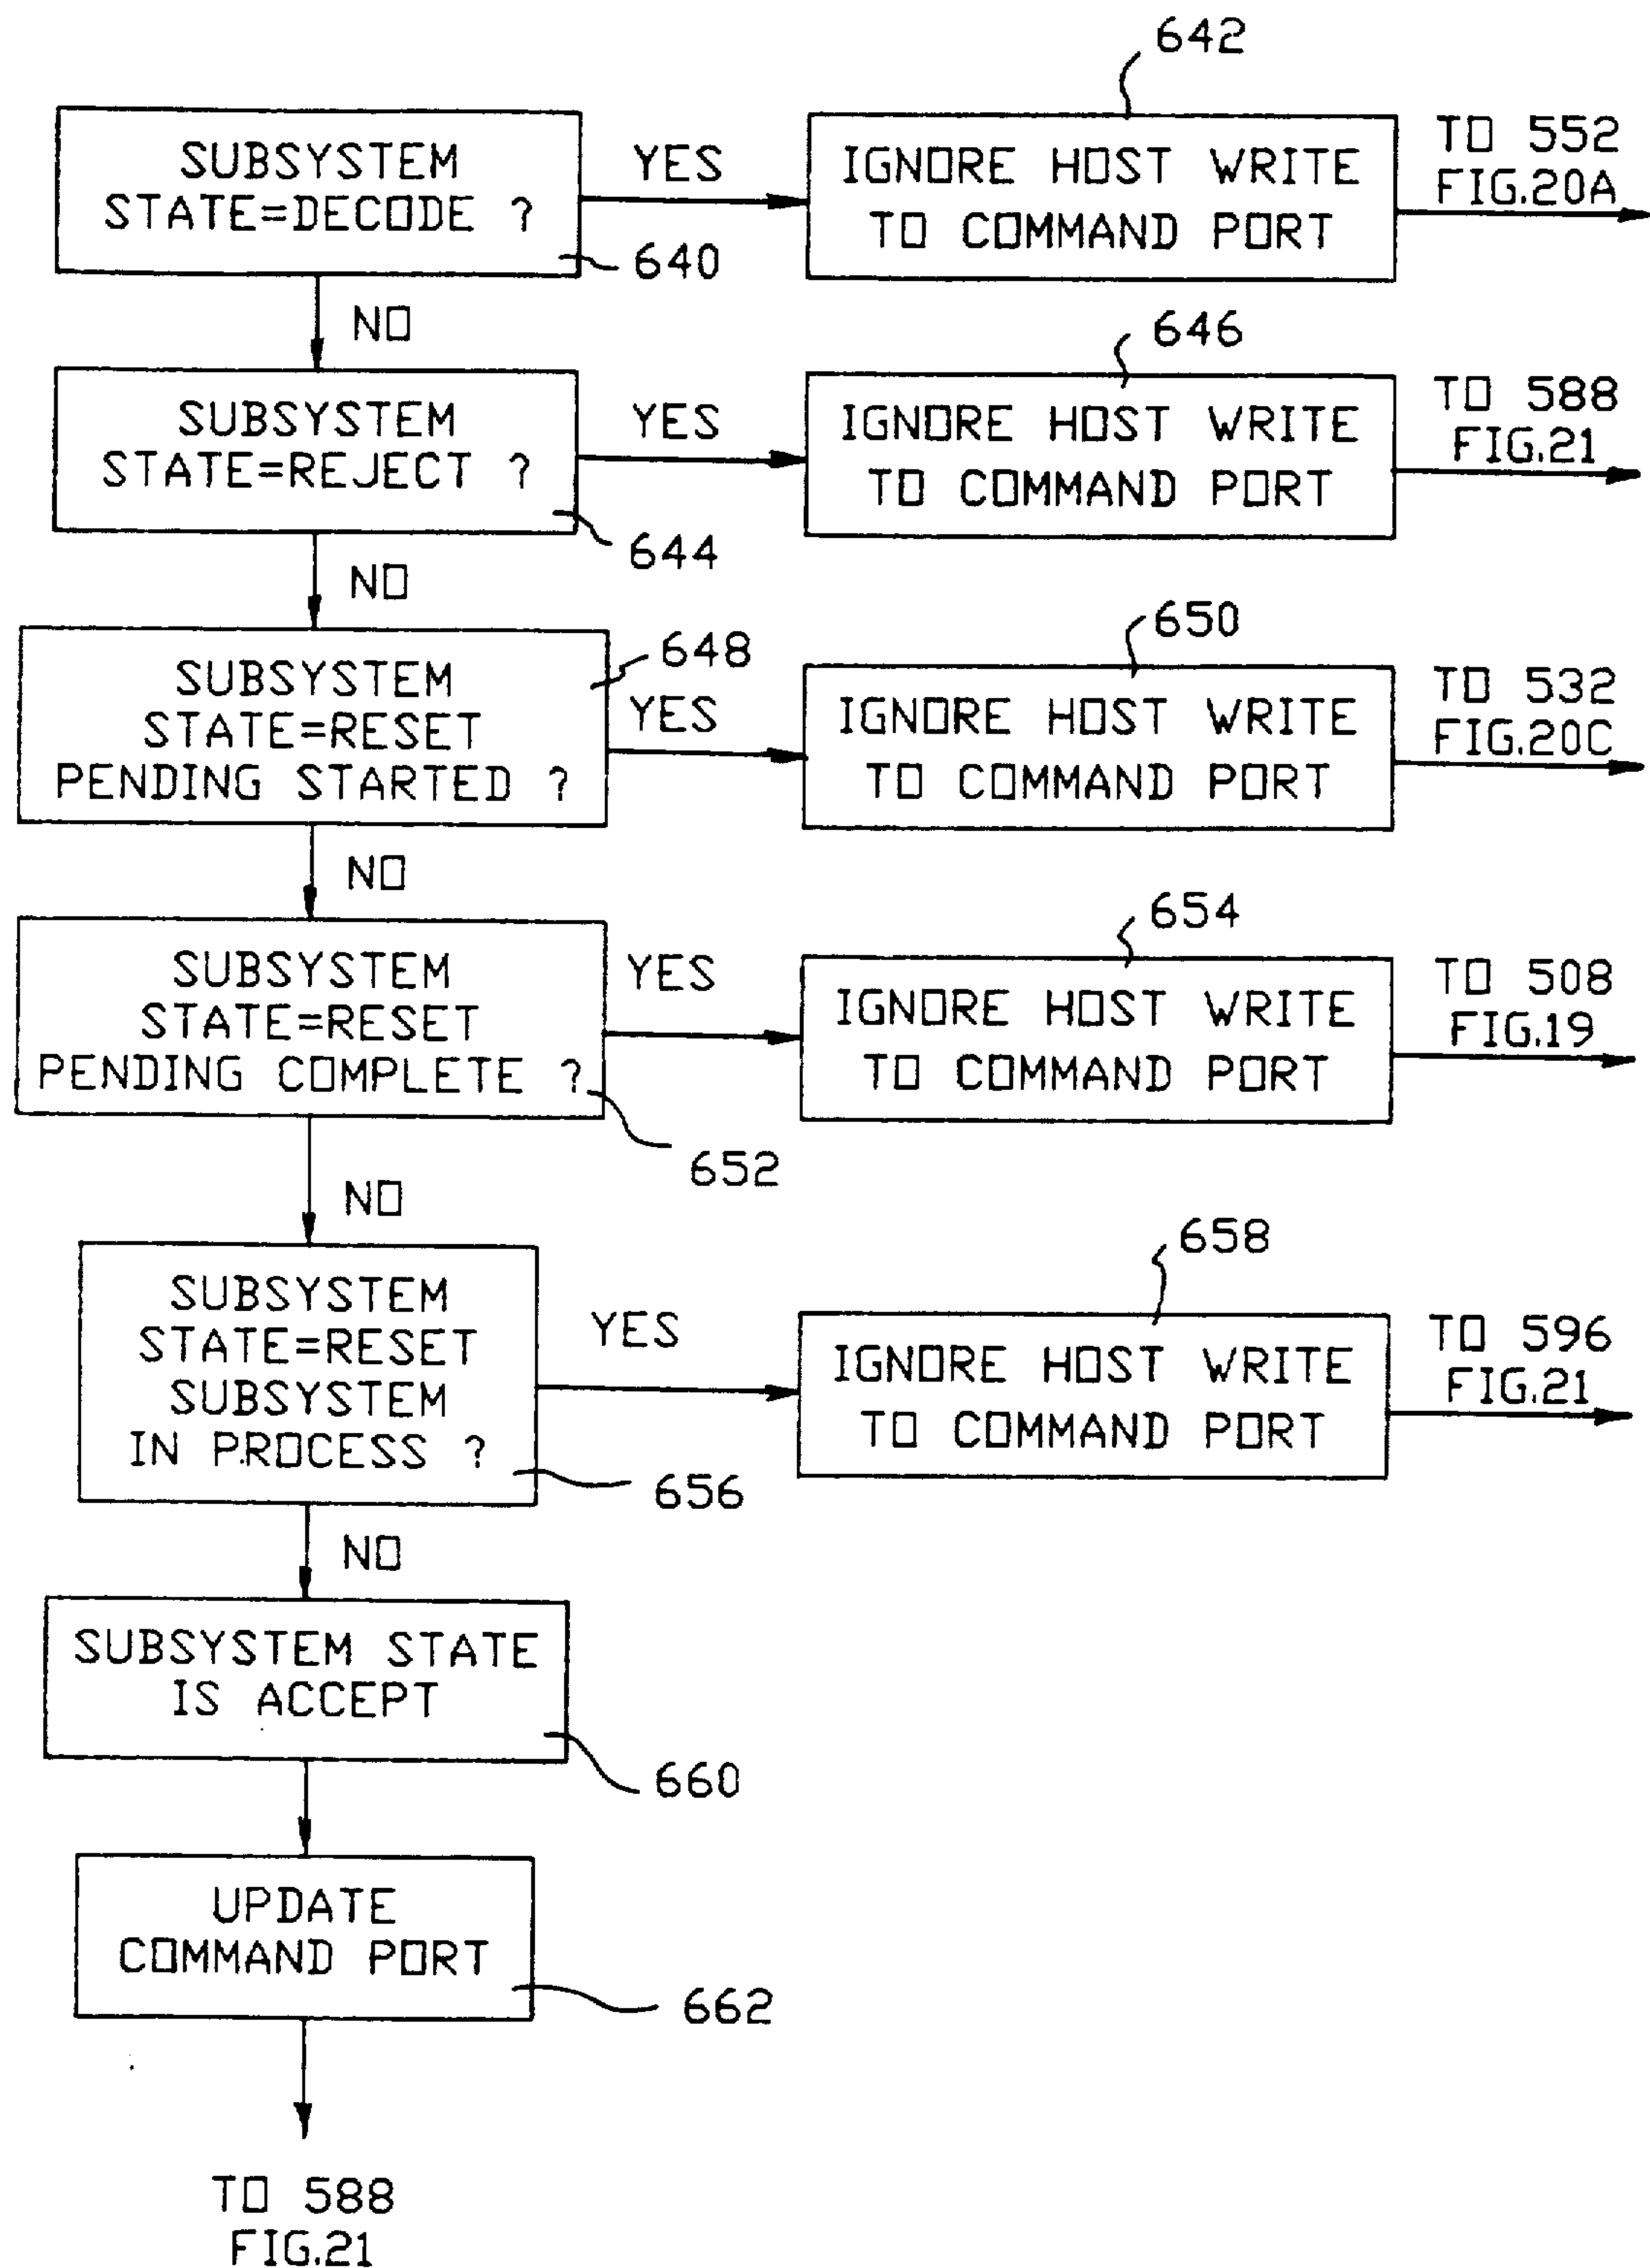 642
SUBSYSTEM
STATE=DECODE ?
640
YES
IGNORE HOST WRITE
TO COMMAND PORT
TO 552
FIG.20A
NO
646
SUBSYSTEM
STATE=REJECT ?
644
YES
IGNORE HOST WRITE
TO COMMAND PORT
TO 588
FIG.21
NO
648
650
SUBSYSTEM
STATE=RESET
PENDING STARTED ?
YES
IGNORE HOST WRITE
TO COMMAND PORT
TO 532
FIG.20C
NO
654
SUBSYSTEM
STATE=RESET
PENDING COMPLETE ?
652
YES
IGNORE HOST WRITE
TO COMMAND PORT
TO 508
FIG.19
NO
658
SUBSYSTEM
STATE=RESET
SUBSYSTEM
IN PROCESS ?
656
YES
IGNORE HOST WRITE
TO COMMAND PORT
TO 596
FIG.21
NO
SUBSYSTEM STATE
IS ACCEPT
660
UPDATE
COMMAND PORT
662
TO 588
FIG.21